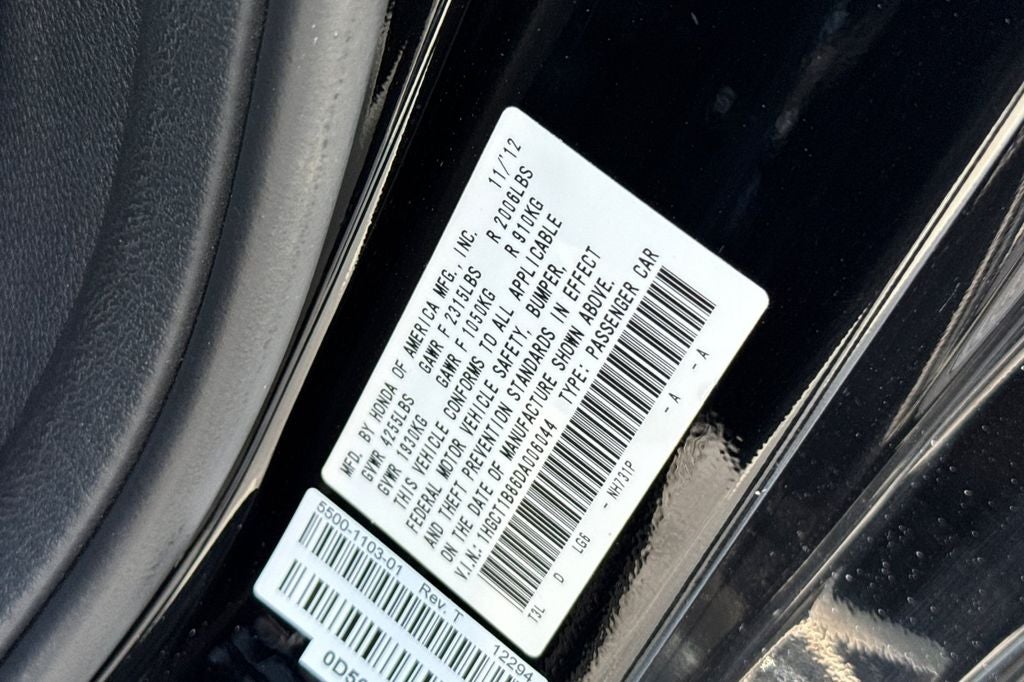 MFD. BY HONDA OF AMERICA MFG., INC. 11/'12
GVWR 4255LBS GAWR F 2315LBS R 2006LBS
GVWR 1930KG GAWR F 1050KG R 910KG
THIS VEHICLE CONFORMS TO ALL APPLICABLE
FEDERAL MOTOR VEHICLE SAFETY, BUMPER,
AND THEFT PREVENTION STANDARDS IN EFFECT
ON THE DATE OF MANUFACTURE SHOWN ABOVE.
V.I.N: 1HGCT1B86DA006044 TYPE: PASSENGER CAR
T3L D LG6 - NH731P - A - A
5500-1103-01 Rev. T 12294